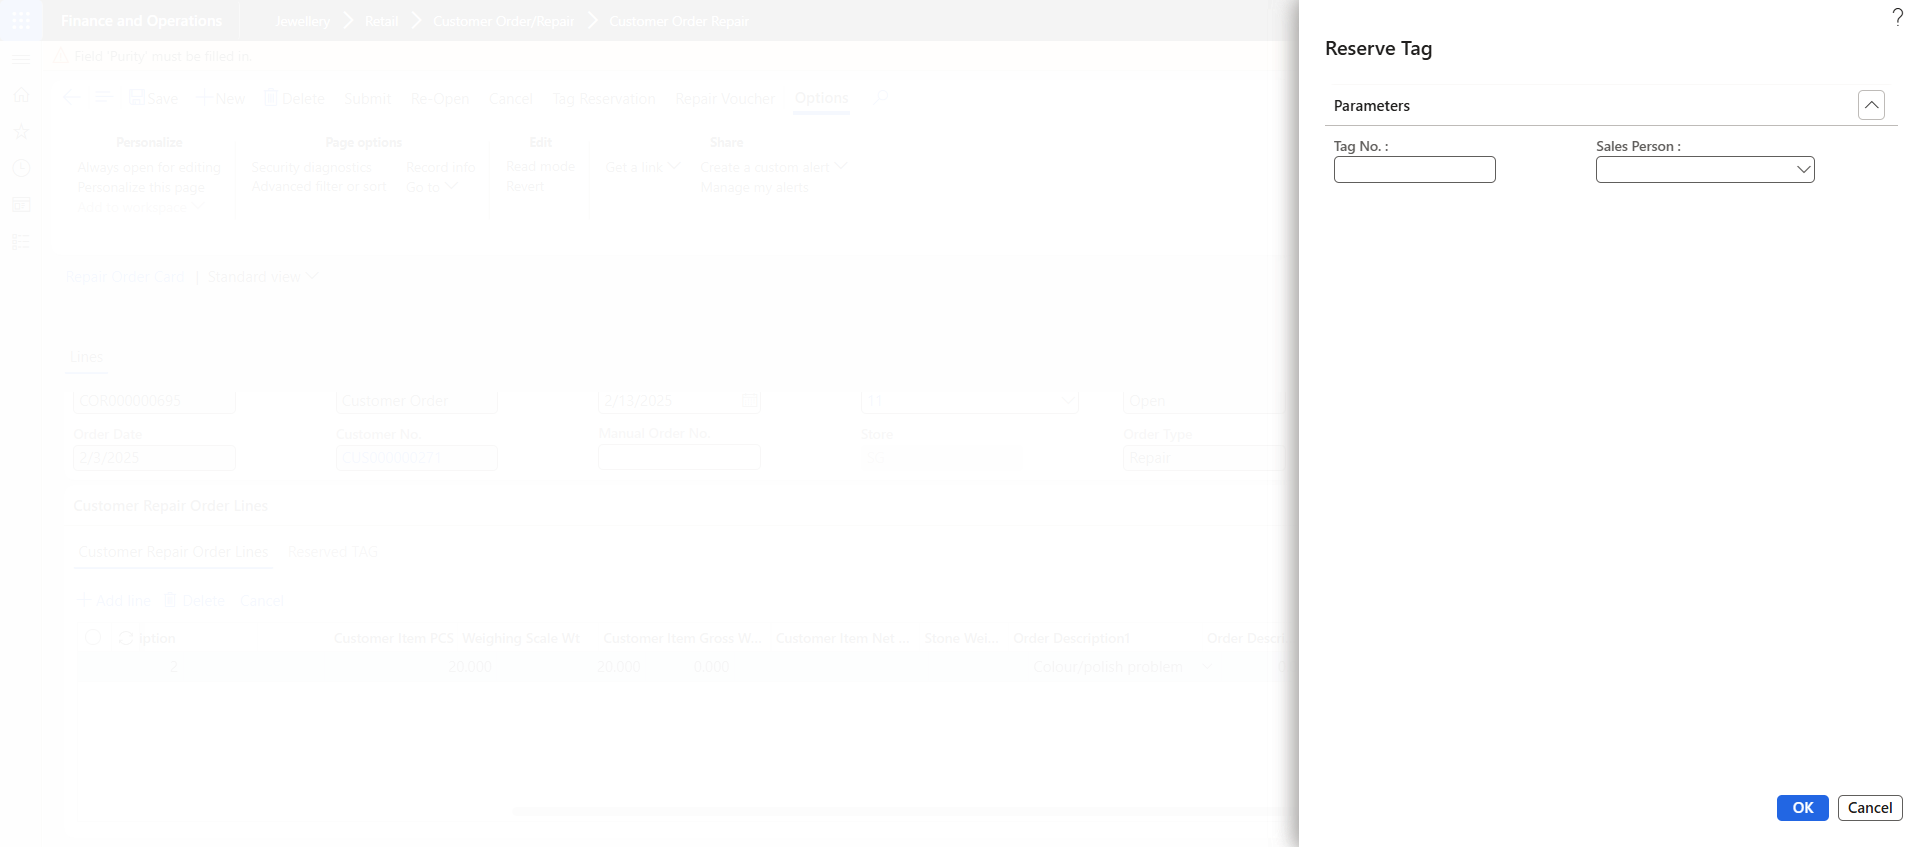 Finance and Operations
Jewellery
Retail
Customer Order/Repair
Customer Order Repair
?
Field 'Purity' must be filled in.
Reserve Tag
Save
New
Delete
Submit
Re-Open
Cancel
Tag Reservation
Repair Voucher
Options
Parameters
Personalize
Page options
Edit
Share
Tag No. :
Sales Person :
Always open for editing
Security diagnostics
Record info
Read mode
Get a link
Create a custom alert
Personalize this page
Advanced filter or sort
Go to
Revert
Manage my alerts
Add to workspace
Repair Order Card | Standard view
Lines
COR000000695
Customer Order
2/13/2025
11
Open
Order Date
Customer No.
Manual Order No.
Store
Order Type
2/3/2025
CUS000000271
Repair
Customer Repair Order Lines
Customer Repair Order Lines
Reserved TAG
Add line
Delete
Cancel
iption
Customer Item PCS
Weighing Scale Wt
Customer Item Gross W...
Customer Item Net ...
Stone Wei...
Order Description1
Order Descri
2
20.000
20.000
0.000
Colour/polish problem
OK
Cancel